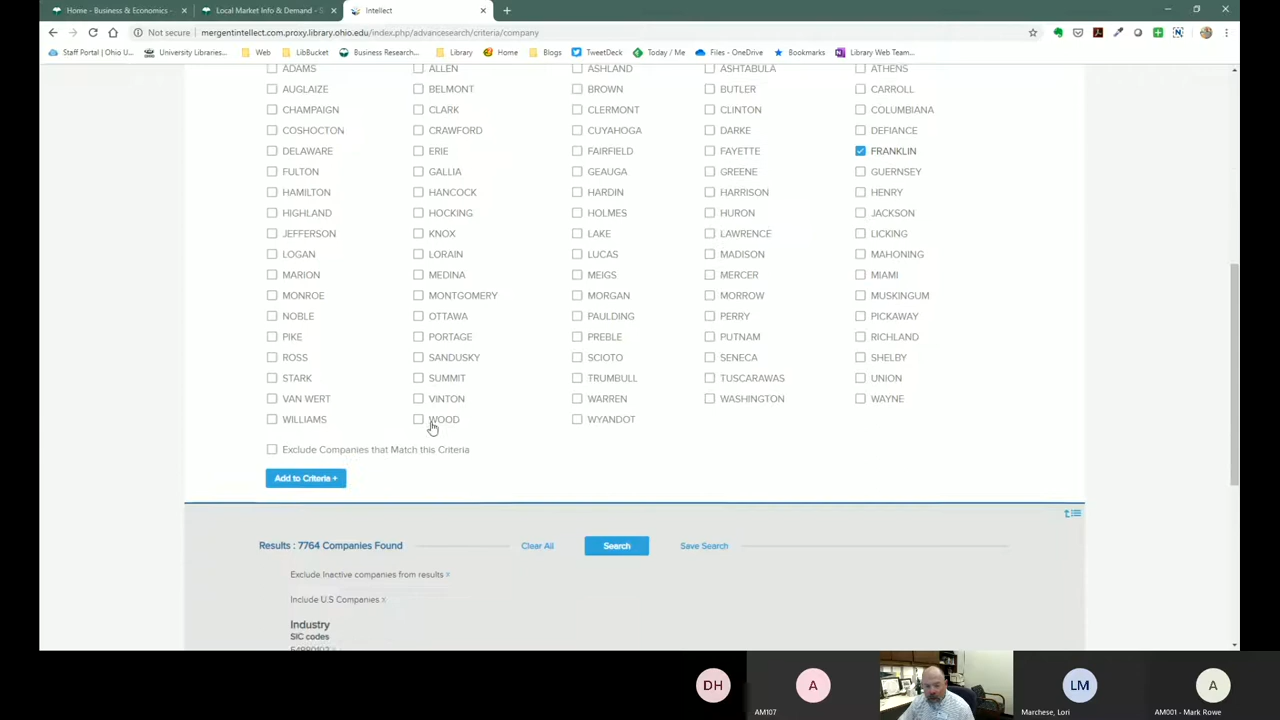 Home - Business & Economics - × Local Market Info & Demand - S × Intellect × +
Not secure | mergentintellect.com.proxy.library.ohio.edu/index.php/advancesearch/criteria/company
Staff Portal | Ohio U... University Libraries... Web LibBucket Business Research... Library Home Blogs TweetDeck Today / Me Files - OneDrive Bookmarks Library Web Team...
ADAMS ALLEN ASHLAND ASHTABULA ATHENS
AUGLAIZE BELMONT BROWN BUTLER CARROLL
CHAMPAIGN CLARK CLERMONT CLINTON COLUMBIANA
COSHOCTON CRAWFORD CUYAHOGA DARKE DEFIANCE
DELAWARE ERIE FAIRFIELD FAYETTE FRANKLIN
FULTON GALLIA GEAUGA GREENE GUERNSEY
HAMILTON HANCOCK HARDIN HARRISON HENRY
HIGHLAND HOCKING HOLMES HURON JACKSON
JEFFERSON KNOX LAKE LAWRENCE LICKING
LOGAN LORAIN LUCAS MADISON MAHONING
MARION MEDINA MEIGS MERCER MIAMI
MONROE MONTGOMERY MORGAN MORROW MUSKINGUM
NOBLE OTTAWA PAULDING PERRY PICKAWAY
PIKE PORTAGE PREBLE PUTNAM RICHLAND
ROSS SANDUSKY SCIOTO SENECA SHELBY
STARK SUMMIT TRUMBULL TUSCARAWAS UNION
VAN WERT VINTON WARREN WASHINGTON WAYNE
WILLIAMS WOOD WYANDOT
Exclude Companies that Match this Criteria
Add to Criteria +
Results : 7764 Companies Found Clear All Search Save Search
Exclude Inactive companies from results x
Include U.S Companies x
Industry
SIC codes
DH A LM A
AM107 Marchese, Lori AM001 - Mark Rowe